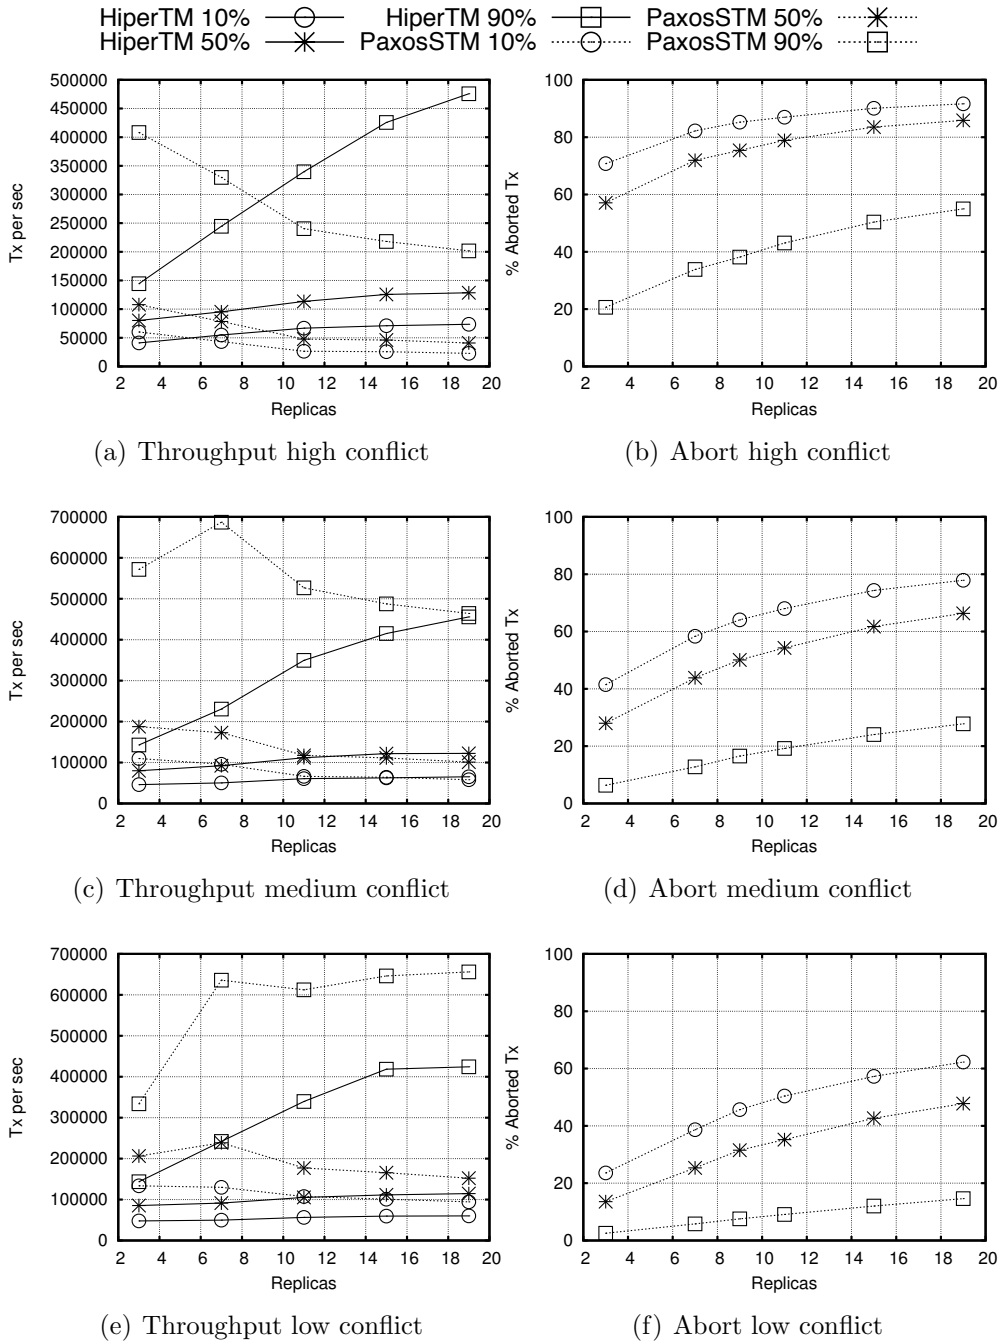 HiperTM 10% HiperTM 90% PaxosSTM 50%
HiperTM 50% PaxosSTM 10% PaxosSTM 90%
500000
450000
400000
350000
300000
250000
200000
150000
100000
50000
0
Tx per sec
2 4 6 8 10 12 14 16 18 20
Replicas
(a) Throughput high conflict
100
80
60
40
20
0
% Aborted Tx
2 4 6 8 10 12 14 16 18 20
Replicas
(b) Abort high conflict
700000
600000
500000
400000
300000
200000
100000
0
Tx per sec
2 4 6 8 10 12 14 16 18 20
Replicas
(c) Throughput medium conflict
100
80
60
40
20
0
% Aborted Tx
2 4 6 8 10 12 14 16 18 20
Replicas
(d) Abort medium conflict
700000
600000
500000
400000
300000
200000
100000
0
Tx per sec
2 4 6 8 10 12 14 16 18 20
Replicas
(e) Throughput low conflict
100
80
60
40
20
0
% Aborted Tx
2 4 6 8 10 12 14 16 18 20
Replicas
(f) Abort low conflict